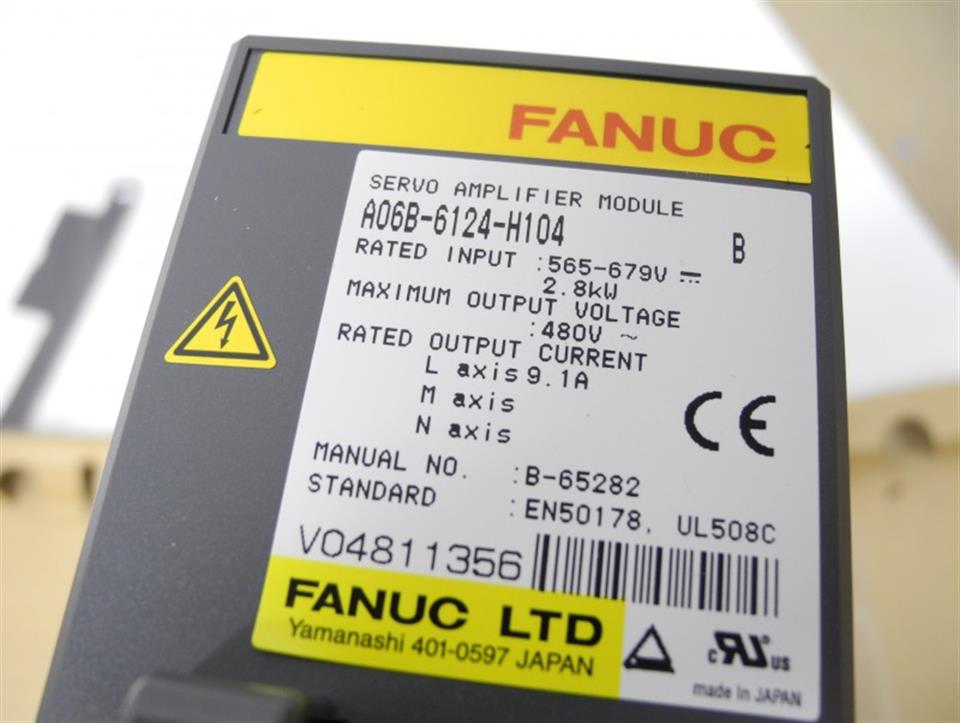 FANUC
SERVO AMPLIFIER MODULE
A06B-6124-H104 B
RATED INPUT :565-679V ⎓
2.8kW
MAXIMUM OUTPUT VOLTAGE
:480V ~
RATED OUTPUT CURRENT
L axis 9.1A
M axis
N axis
CE
MANUAL NO. :B-65282
STANDARD :EN50178, UL508C
V04811356
FANUC LTD
Yamanashi 401-0597 JAPAN
c RU us
made in JAPAN